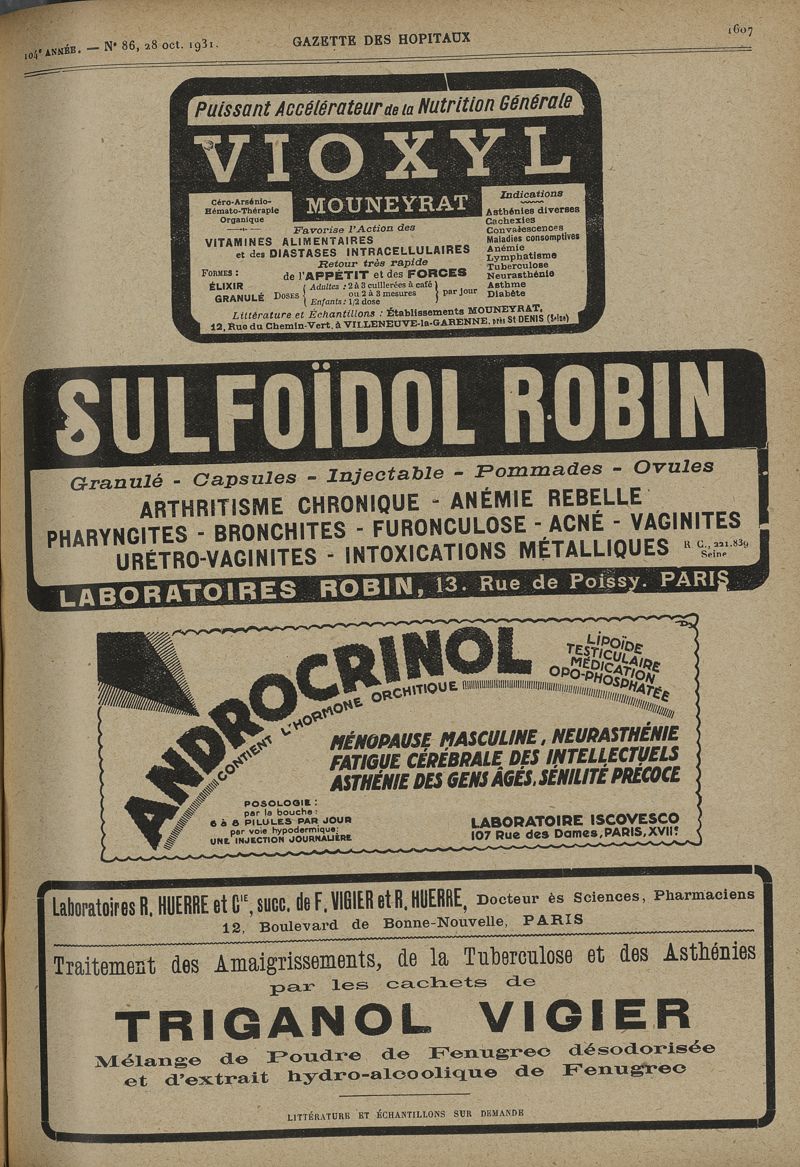 104e ANNÉE. — N° 86, 28 oct. 1931.
GAZETTE DES HOPITAUX
1607
Puissant Accélérateur de la Nutrition Générale
VIOXYL
MOUNEYRAT
Céro-Arsénio-
Hémato-Thérapie
Organique
Favorise l'Action des
VITAMINES ALIMENTAIRES
et des DIASTASES INTRACELLULAIRES
Retour très rapide
de l'APPÉTIT et des FORCES
FORMES :
ÉLIXIR
GRANULÉ
DOSES
Adultes : 2 à 3 cuillerées à café
ou 2 à 3 mesures
Enfants : 1/2 dose
par jour
Indications
Asthénies diverses
Cachexies
Convalescences
Maladies consomptives
Anémie
Lymphatisme
Tuberculose
Neurasthénie
Asthme
Diabète
Littérature et Échantillons : Établissements MOUNEYRAT,
12, Rue du Chemin-Vert, à VILLENEUVE-la-GARENNE, près St-DENIS (Seine)
SULFOÏDOL ROBIN
Granulé - Capsules - Injectable - Pommades - Ovules
ARTHRITISME CHRONIQUE - ANÉMIE REBELLE
PHARYNGITES - BRONCHITES - FURONCULOSE - ACNÉ - VAGINITES
URÉTRO-VAGINITES - INTOXICATIONS MÉTALLIQUES
R. C., 221.839
Seine
LABORATOIRES ROBIN, 13. Rue de Poissy. PARIS
ANDROCRINOL
CONTIENT L'HORMONE ORCHITIQUE
LIPOÏDE
TESTICULAIRE
MÉDICATION
OPO-PHOSPHATÉE
MÉNOPAUSE MASCULINE, NEURASTHÉNIE
FATIGUE CÉRÉBRALE DES INTELLECTUELS
ASTHÉNIE DES GENS ÂGÉS, SÉNILITÉ PRÉCOCE
POSOLOGIE :
par la bouche :
6 à 8 PILULES PAR JOUR
par voie hypodermique:
UNE INJECTION JOURNALIÈRE
LABORATOIRE ISCOVESCO
107 Rue des Dames, PARIS, XVIIe
Laboratoires R. HUERRE et Cie, succ. de F. VIGIER et R. HUERRE, Docteur ès Sciences, Pharmaciens
12, Boulevard de Bonne-Nouvelle, PARIS
Traitement des Amaigrissements, de la Tuberculose et des Asthénies
par les cachets de
TRIGANOL VIGIER
Mélange de Poudre de Fenugrec désodorisée
et d'extrait hydro-alcoolique de Fenugrec
LITTÉRATURE ET ÉCHANTILLONS SUR DEMANDE